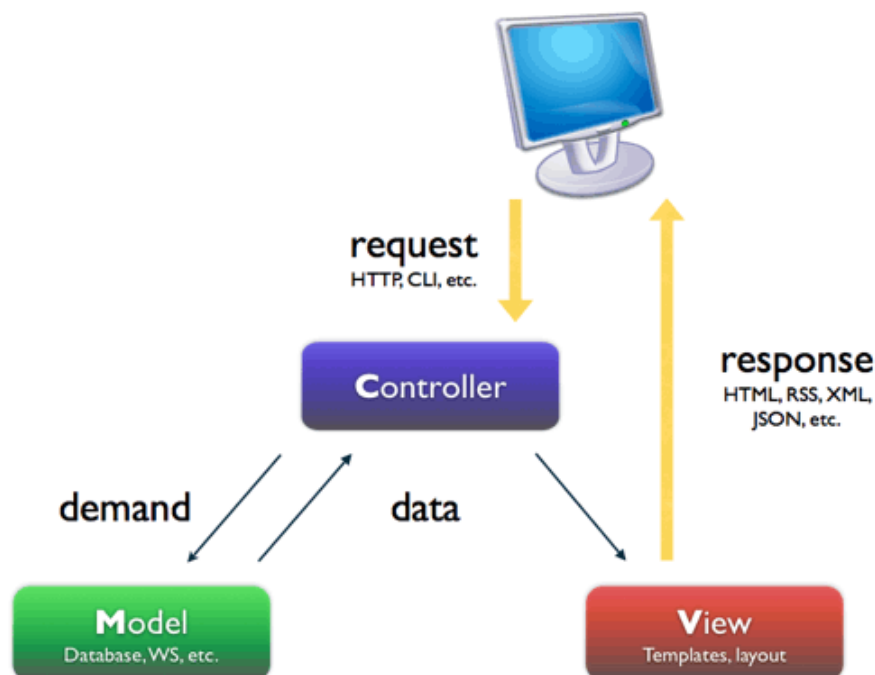 request
HTTP, CLI, etc.
Controller
response
HTML, RSS, XML,
JSON, etc.
demand
data
Model
Database, WS, etc.
View
Templates, layout